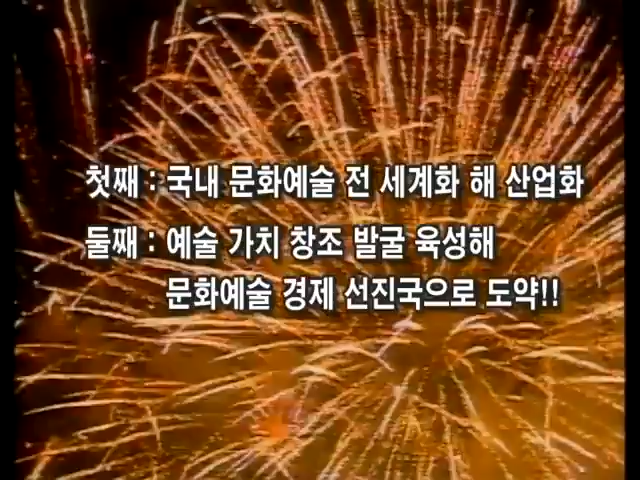 첫째 : 국내 문화예술 전 세계화 해 산업화
둘째 : 예술 가치 창조 발굴 육성해
문화예술 경제 선진국으로 도약!!